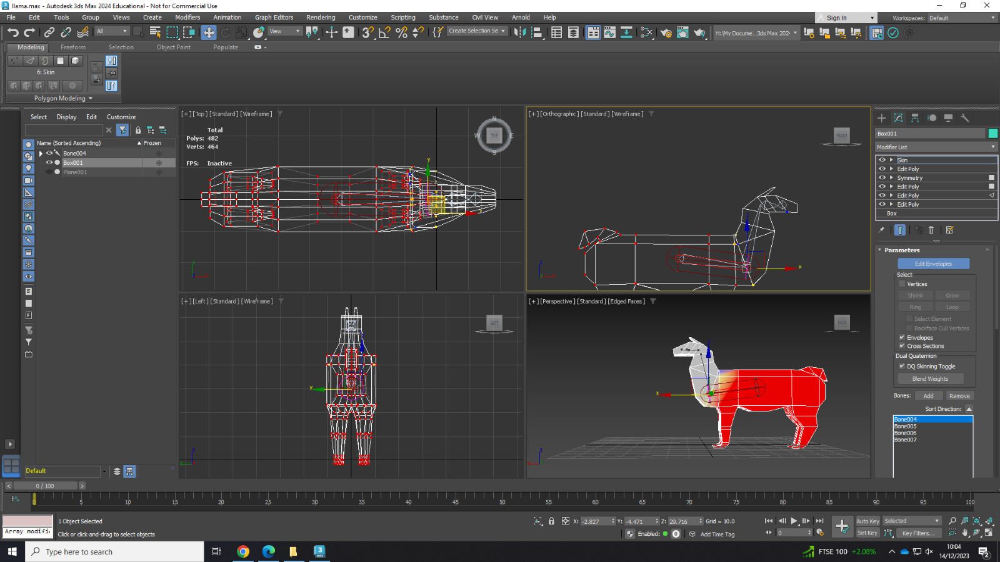 llama.max - Autodesk 3ds Max 2024 Educational - Not for Commercial Use
File Edit Tools Group Views Create Modifiers Animation Graph Editors Rendering Customize Scripting Substance Civil View Arnold Help
Sign In Workspaces: Default
All View Create Selection Se H:\My Docume...3ds Max 202
Modeling Freeform Selection Object Paint Populate
6: Skin
Polygon Modeling
Select Display Edit Customize
Name (Sorted Ascending) Frozen
Bone004
Box001
Plane001
Default
[+] [Top] [Standard] [Wireframe]
Total
Polys: 482
Verts: 464
FPS: Inactive
N
W TOP E
S
y
x
[+] [Orthographic] [Standard] [Wireframe]
FRONT
x
[+] [Left] [Standard] [Wireframe]
LEFT
y
[+] [Perspective] [Standard] [Edged Faces]
BACK
x
Box001
Modifier List
Skin
Edit Poly
Symmetry
Edit Poly
Edit Poly
Edit Poly
Box
Parameters
Edit Envelopes
Select
Vertices
Shrink Grow
Ring Loop
Select Element
Backface Cull Vertices
Envelopes
Cross Sections
Dual Quaternion
DQ Skinning Toggle
Blend Weights
Bones: Add Remove
Sort Direction:
Bone004
Bone005
Bone006
Bone007
< 0 / 100 >
0 5 10 15 20 25 30 35 40 45 50 55 60 65 70 75 80 85 90 95 100
1 Object Selected
Array modifi
Click or click-and-drag to select objects
X: -2.827 Y: -4.471 Z: 29.716 Grid = 10.0
Enabled: 0 Add Time Tag
0
Auto Key Selected
Set Key Key Filters...
Type here to search
3 MAX
FTSE 100 +2.08%
10:04
14/12/2023
2